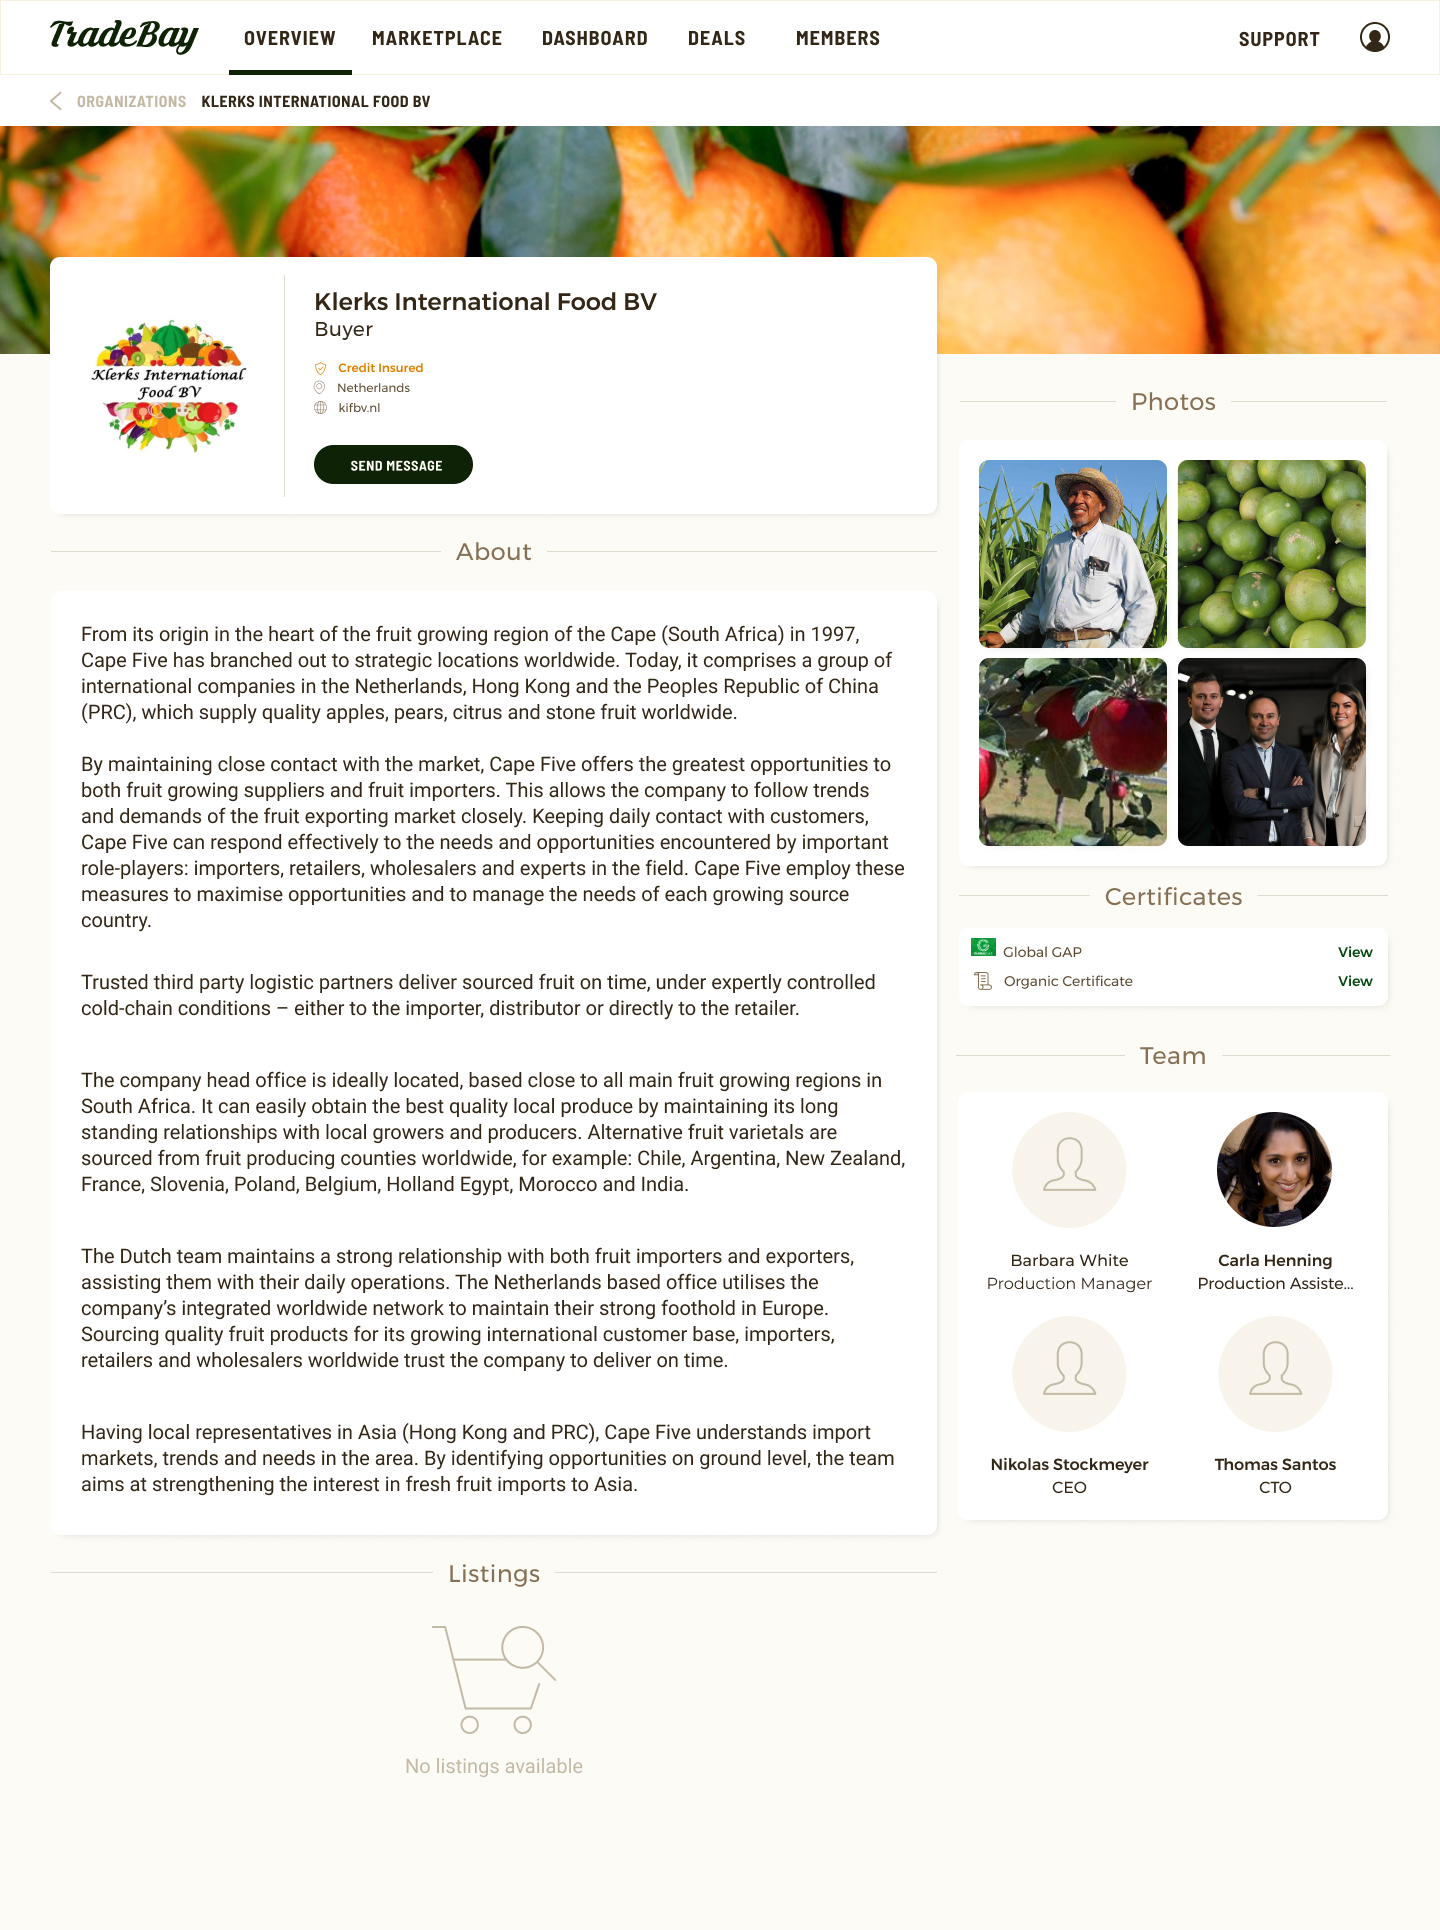 TradeBay
OVERVIEW
MARKETPLACE
DASHBOARD
DEALS
MEMBERS
SUPPORT
ORGANIZATIONS
KLERKS INTERNATIONAL FOOD BV
Klerks International
Food BV
Klerks International Food BV
Buyer
Credit Insured
Netherlands
kifbv.nl
SEND MESSAGE
About
From its origin in the heart of the fruit growing region of the Cape (South Africa) in 1997,
Cape Five has branched out to strategic locations worldwide. Today, it comprises a group of
international companies in the Netherlands, Hong Kong and the Peoples Republic of China
(PRC), which supply quality apples, pears, citrus and stone fruit worldwide.
By maintaining close contact with the market, Cape Five offers the greatest opportunities to
both fruit growing suppliers and fruit importers. This allows the company to follow trends
and demands of the fruit exporting market closely. Keeping daily contact with customers,
Cape Five can respond effectively to the needs and opportunities encountered by important
role-players: importers, retailers, wholesalers and experts in the field. Cape Five employ these
measures to maximise opportunities and to manage the needs of each growing source
country.
Trusted third party logistic partners deliver sourced fruit on time, under expertly controlled
cold-chain conditions – either to the importer, distributor or directly to the retailer.
The company head office is ideally located, based close to all main fruit growing regions in
South Africa. It can easily obtain the best quality local produce by maintaining its long
standing relationships with local growers and producers. Alternative fruit varietals are
sourced from fruit producing counties worldwide, for example: Chile, Argentina, New Zealand,
France, Slovenia, Poland, Belgium, Holland Egypt, Morocco and India.
The Dutch team maintains a strong relationship with both fruit importers and exporters,
assisting them with their daily operations. The Netherlands based office utilises the
company’s integrated worldwide network to maintain their strong foothold in Europe.
Sourcing quality fruit products for its growing international customer base, importers,
retailers and wholesalers worldwide trust the company to deliver on time.
Having local representatives in Asia (Hong Kong and PRC), Cape Five understands import
markets, trends and needs in the area. By identifying opportunities on ground level, the team
aims at strengthening the interest in fresh fruit imports to Asia.
Listings
No listings available
Photos
Certificates
Global GAP
View
Organic Certificate
View
Team
Barbara White
Production Manager
Carla Henning
Production Assiste...
Nikolas Stockmeyer
CEO
Thomas Santos
CTO